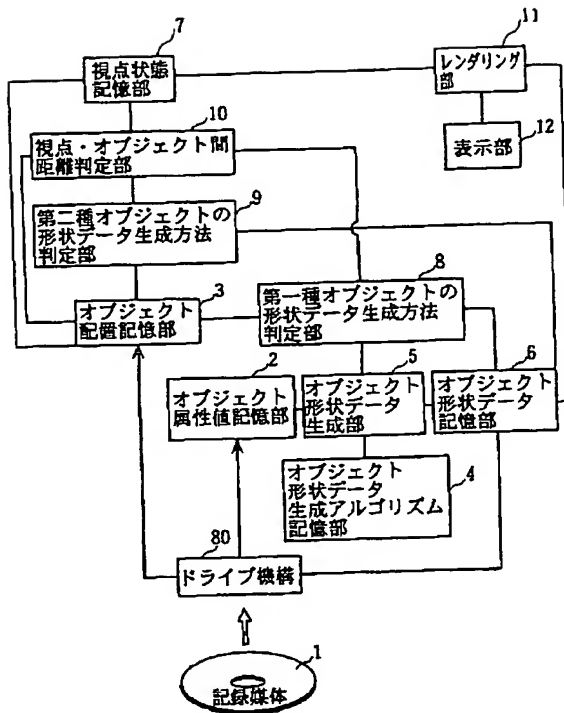 7
視点状態
記憶部
11
レンダリング
部
10
視点・オブジェクト間
距離判定部
12
表示部
9
第二種オブジェクトの
形状データ生成方法
判定部
8
第一種オブジェクトの
形状データ生成方法
判定部
3
オブジェクト
配置記憶部
2
オブジェクト
属性値記憶部
5
オブジェクト
形状データ
生成部
6
オブジェクト
形状データ
記憶部
4
オブジェクト
形状データ
生成アルゴリズム
記憶部
80
ドライブ機構
1
記録媒体